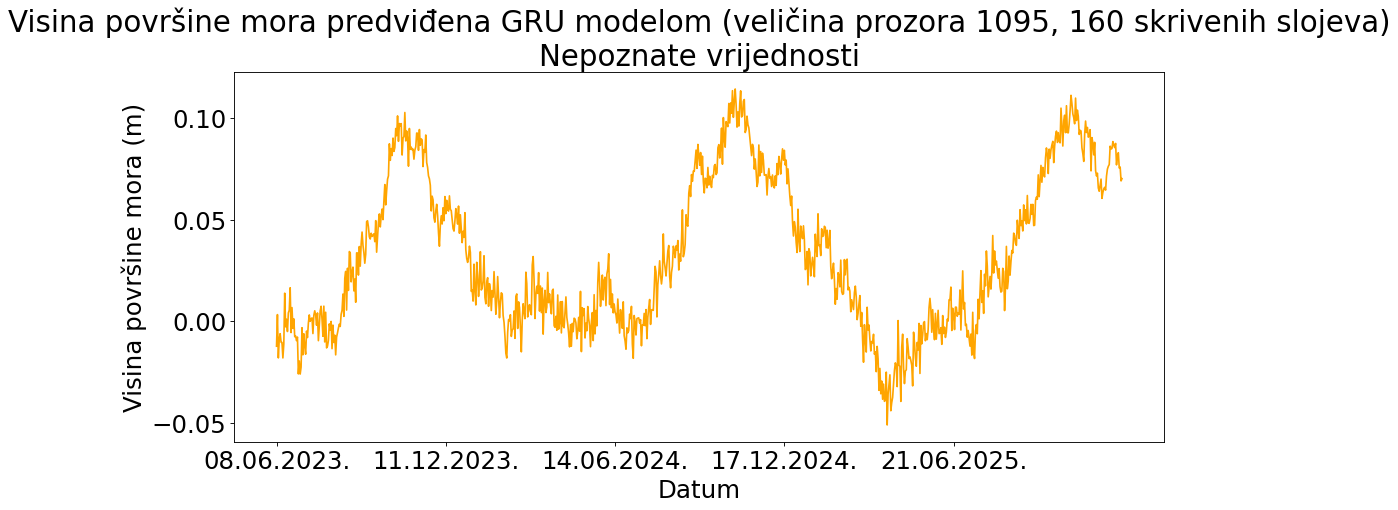 Visina površine mora predviđena GRU modelom (veličina prozora 1095, 160 skrivenih slojeva)
Nepoznate vrijednosti
Visina površine mora (m)
0.10
0.05
0.00
−0.05
08.06.2023. 11.12.2023. 14.06.2024. 17.12.2024. 21.06.2025.
Datum